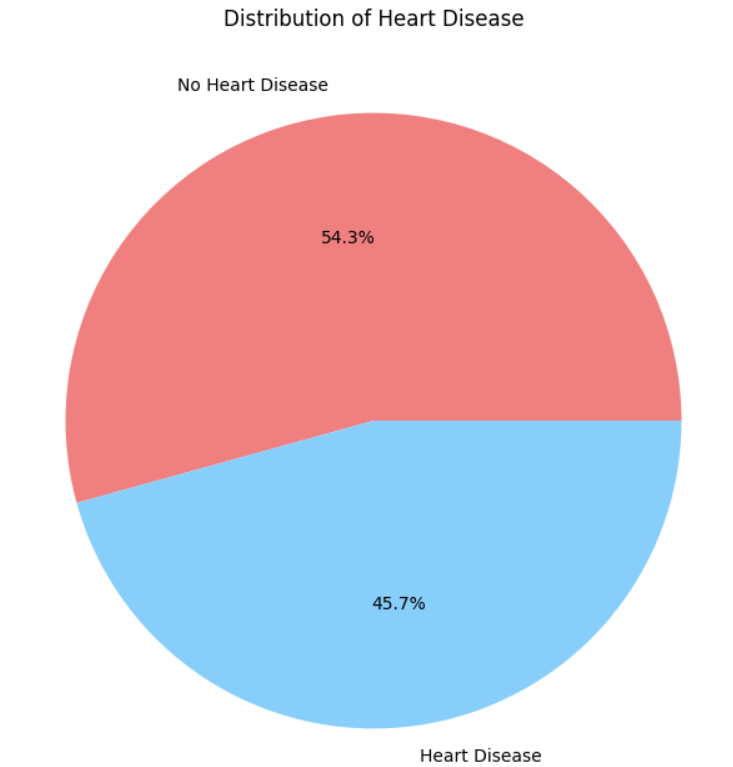 Distribution of Heart Disease
No Heart Disease
54.3%
45.7%
Heart Disease